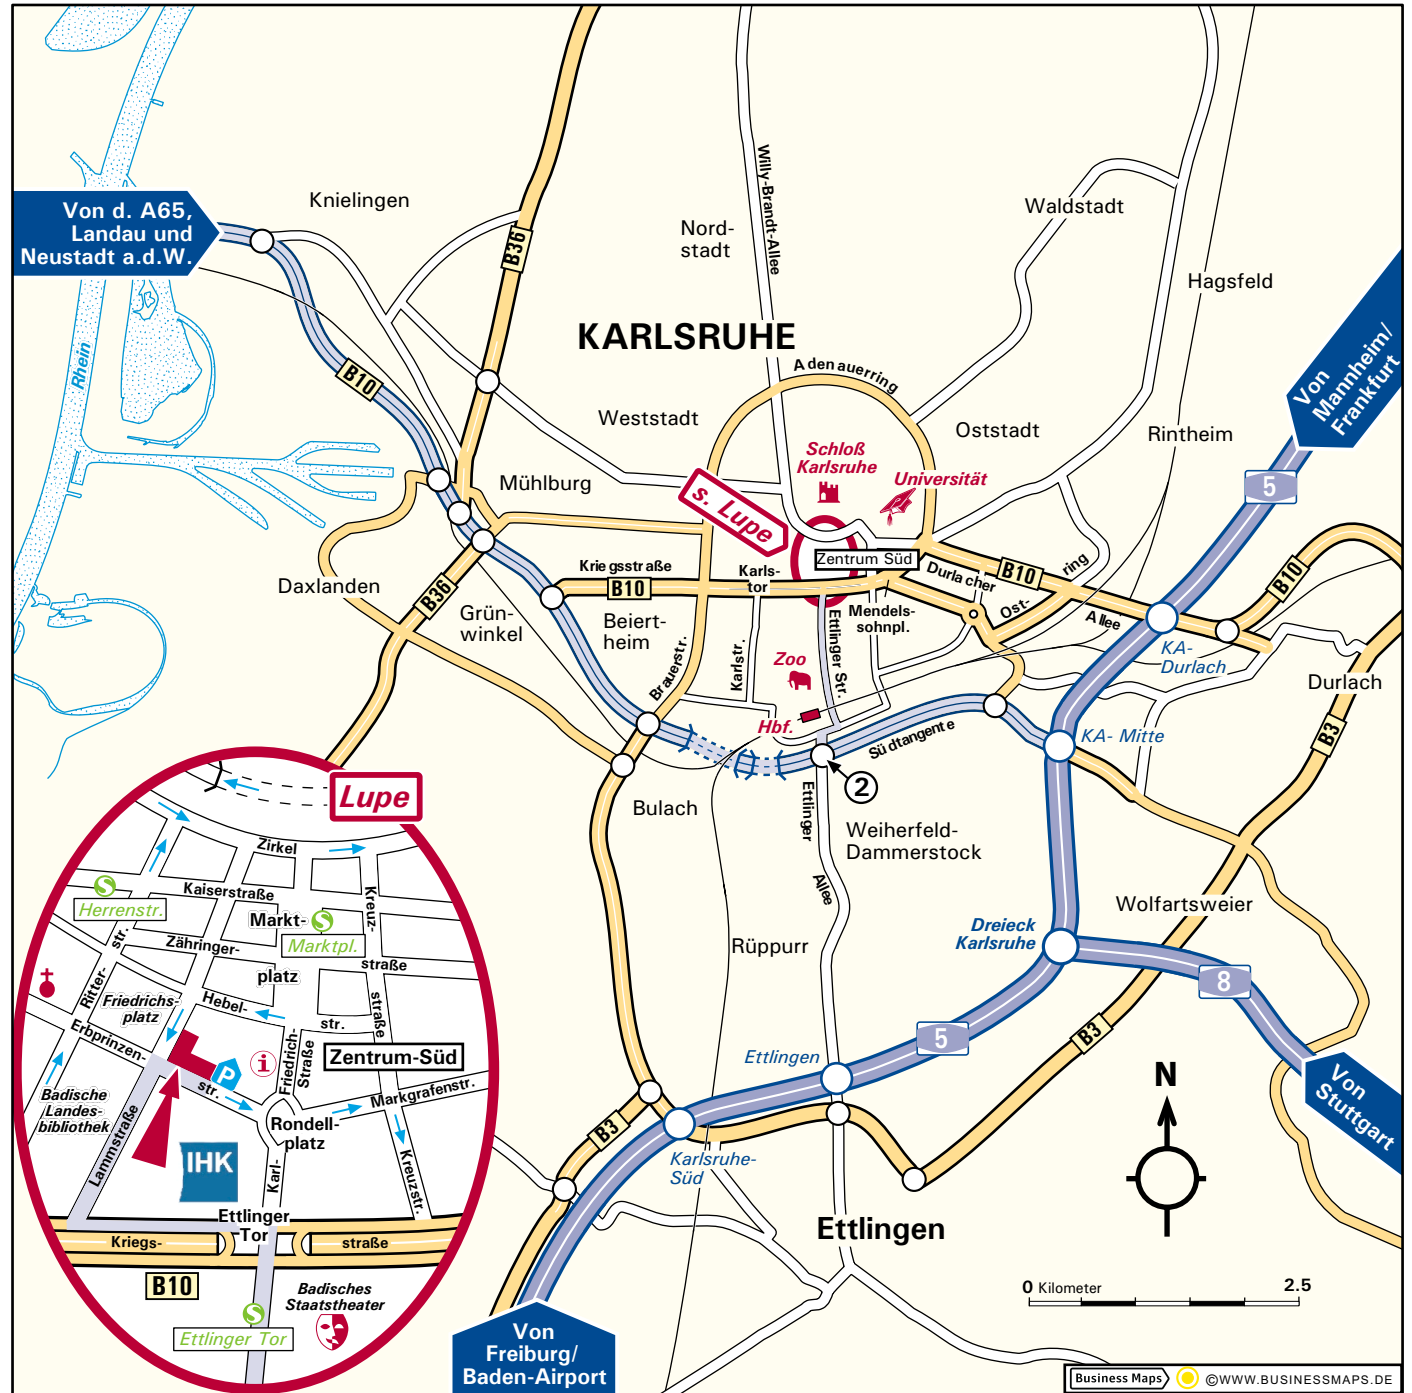 Von d. A65,
Landau und
Neustadt a.d.W.
Knielingen
B36
Willy-Brandt-Allee
Nord-
stadt
Waldstadt
Hagsfeld
Rhein
B10
KARLSRUHE
Adenauerring
Von
Mannheim/
Frankfurt
Weststadt
Oststadt
Rintheim
Schloß
Karlsruhe
Universität
5
Mühlburg
s. Lupe
Zentrum Süd
Daxlanden
B36
Grün-
winkel
Kriegsstraße
B10
Karls-
tor
Beiert-
heim
Mendels-
sohnpl.
Durlacher
B10
Allee
Ost-
ring
B10
KA-
Durlach
Durlach
Brauerstr.
Karlstr.
Zoo
Ettlinger Str.
Hbf.
Südtangente
KA- Mitte
B3
2
Bulach
Ettlinger
Allee
Weiherfeld-
Dammerstock
Wolfartsweier
Rüppurr
Dreieck
Karlsruhe
8
5
B3
Ettlingen
Von
Stuttgart
N
B3
Karlsruhe-
Süd
Ettlingen
0 Kilometer
2.5
Von
Freiburg/
Baden-Airport
Lupe
Zirkel
Kaiserstraße
Kreuz-
straße
Herrenstr.
Markt-
platz
Marktpl.
Zähringer-
straße
Ritter-
str.
Friedrichs-
platz
Hebel-
str.
Erbprinzen-
str.
P
i
Friedrich-
Straße
Zentrum-Süd
Badische
Landes-
bibliothek
Lammstraße
Markgrafenstr.
Rondell-
platz
IHK
Karl-
Kreuzstr.
Ettlinger
Tor
Kriegs-
straße
B10
Badisches
Staatstheater
S
S
S
Ettlinger Tor
Business Maps
©WWW.BUSINESSMAPS.DE